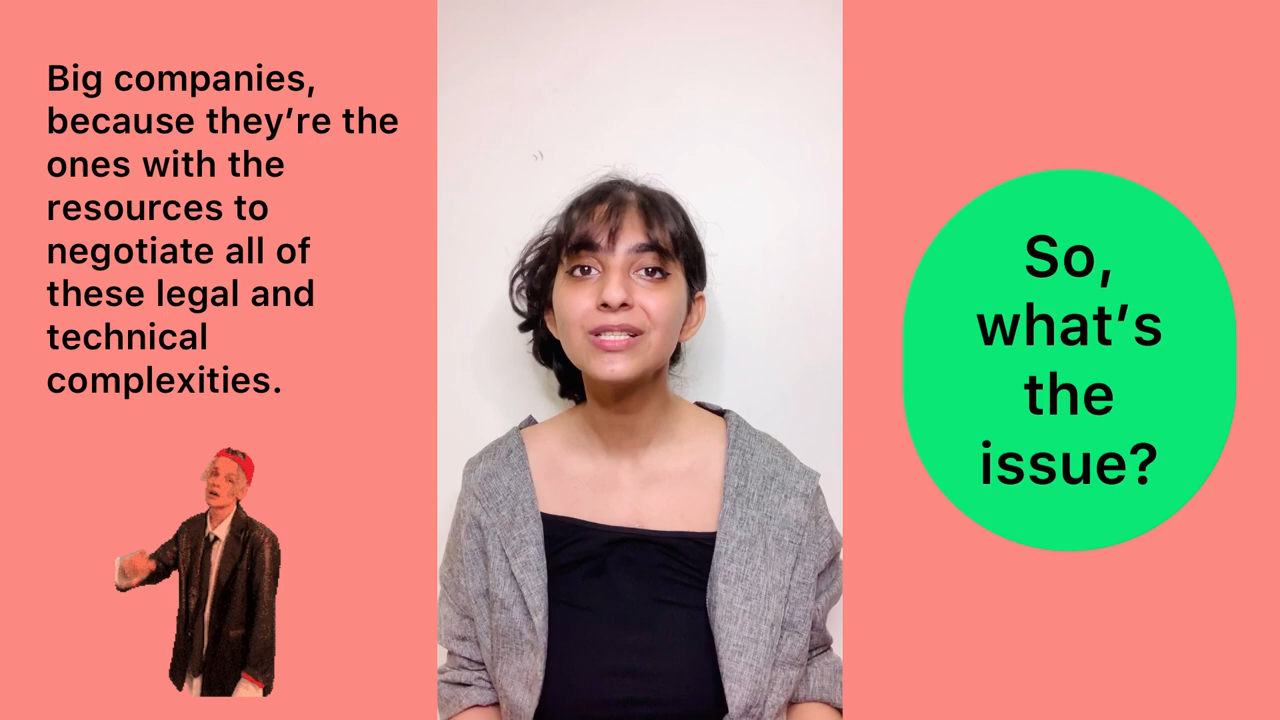 Big companies,
because they’re the
ones with the
resources to
negotiate all of
these legal and
technical
complexities.
So,
what’s
the
issue?